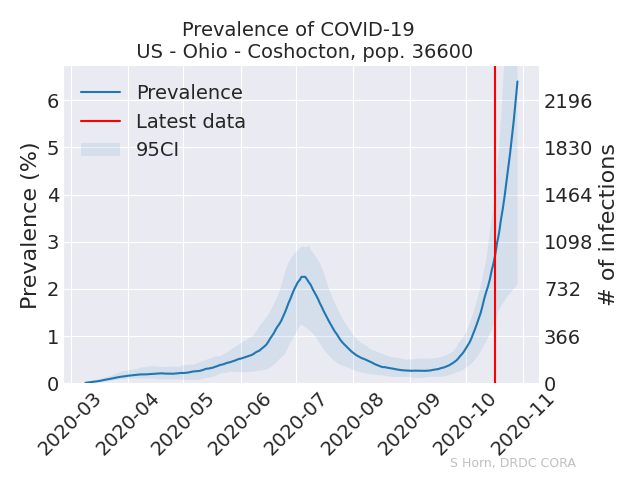 Prevalence of COVID-19
US - Ohio - Coshocton, pop. 36600
Prevalence
Latest data
95CI
Prevalence (%)
6
5
4
3
2
1
0
2196
1830
1464
1098
732
366
0
# of infections
2020-03
2020-04
2020-05
2020-06
2020-07
2020-08
2020-09
2020-10
2020-11
S Horn, DRDC CORA